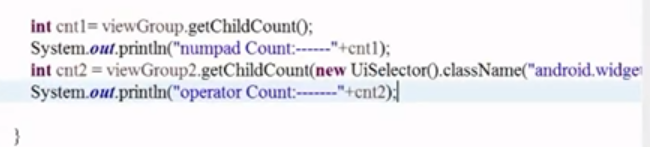 int cnt1= viewGroup.getChildCount();
System.out.println("numpad Count:------"+cnt1);
int cnt2 = viewGroup2.getChildCount(new UiSelector().className("android.widge
System.out.println("operator Count:-------"+cnt2);
}